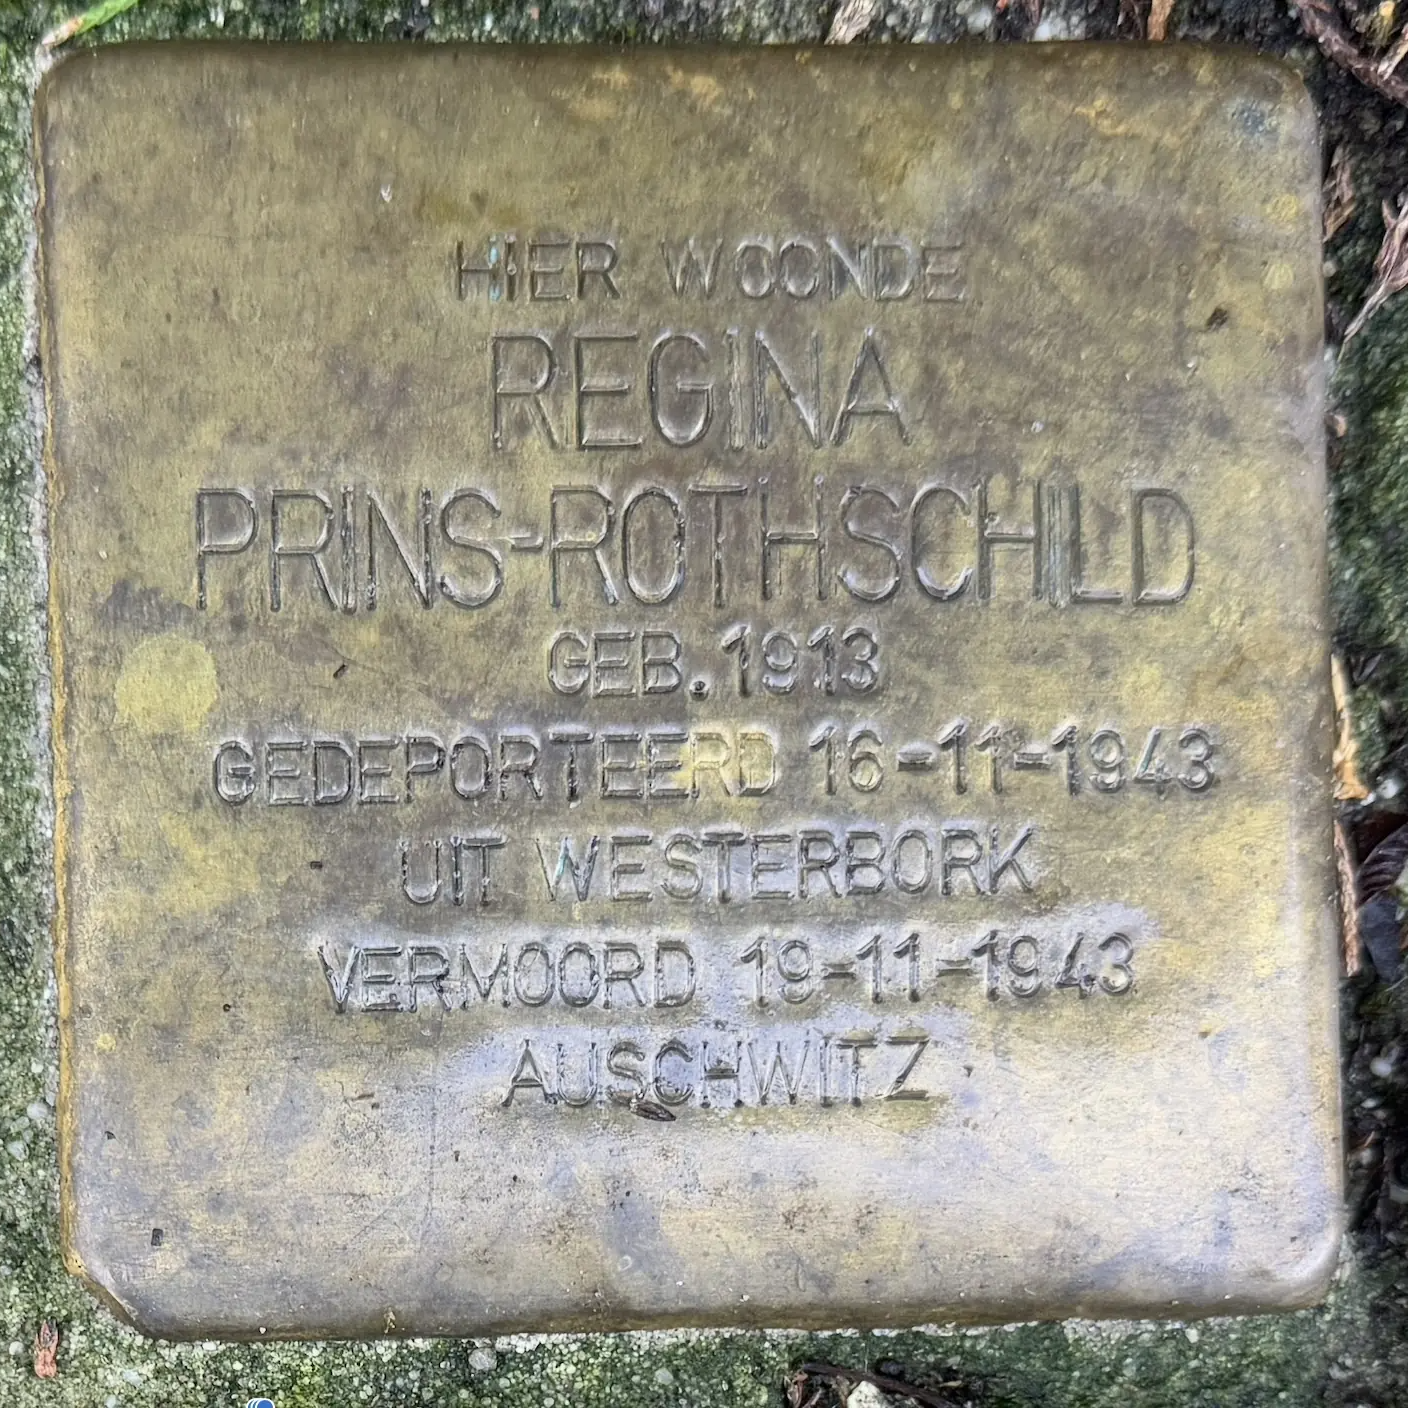 HIER WOONDE
REGINA
PRINS-ROTHSCHILD
GEB. 1913
GEDEPORTEERD 16-11-1943
UIT WESTERBORK
VERMOORD 19-11-1943
AUSCHWITZ